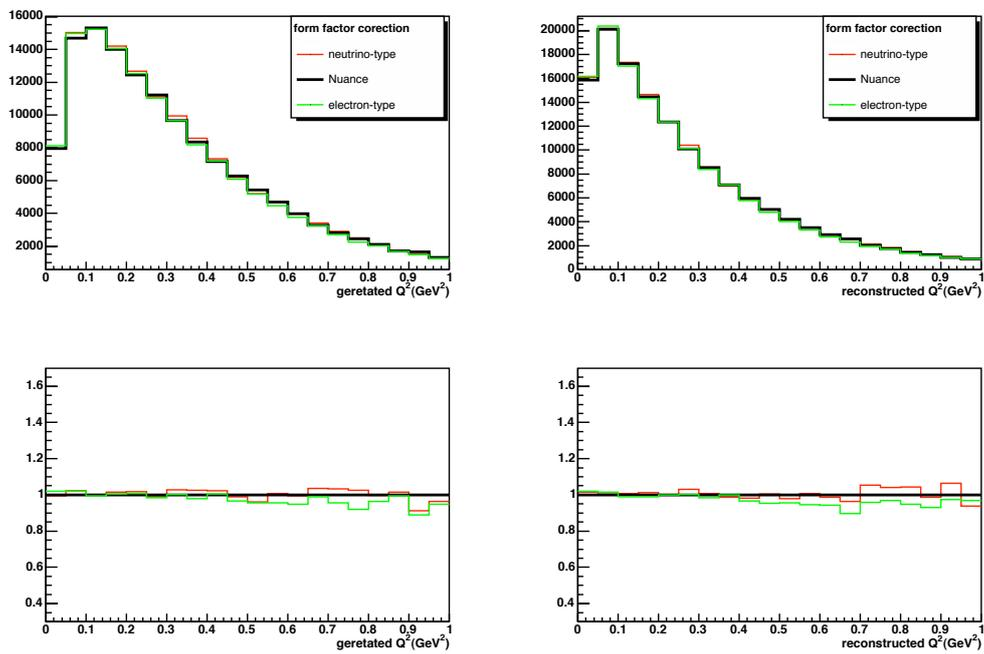 16000
14000
12000
10000
8000
6000
4000
2000
0 0.1 0.2 0.3 0.4 0.5 0.6 0.7 0.8 0.9 1
geretated Q²(GeV²)
form factor corection
neutrino-type
Nuance
electron-type
20000
18000
16000
14000
12000
10000
8000
6000
4000
2000
0
0 0.1 0.2 0.3 0.4 0.5 0.6 0.7 0.8 0.9 1
reconstructed Q²(GeV²)
form factor corection
neutrino-type
Nuance
electron-type
1.6
1.4
1.2
1
0.8
0.6
0.4
0 0.1 0.2 0.3 0.4 0.5 0.6 0.7 0.8 0.9 1
geretated Q²(GeV²)
1.6
1.4
1.2
1
0.8
0.6
0.4
0 0.1 0.2 0.3 0.4 0.5 0.6 0.7 0.8 0.9 1
reconstructed Q²(GeV²)